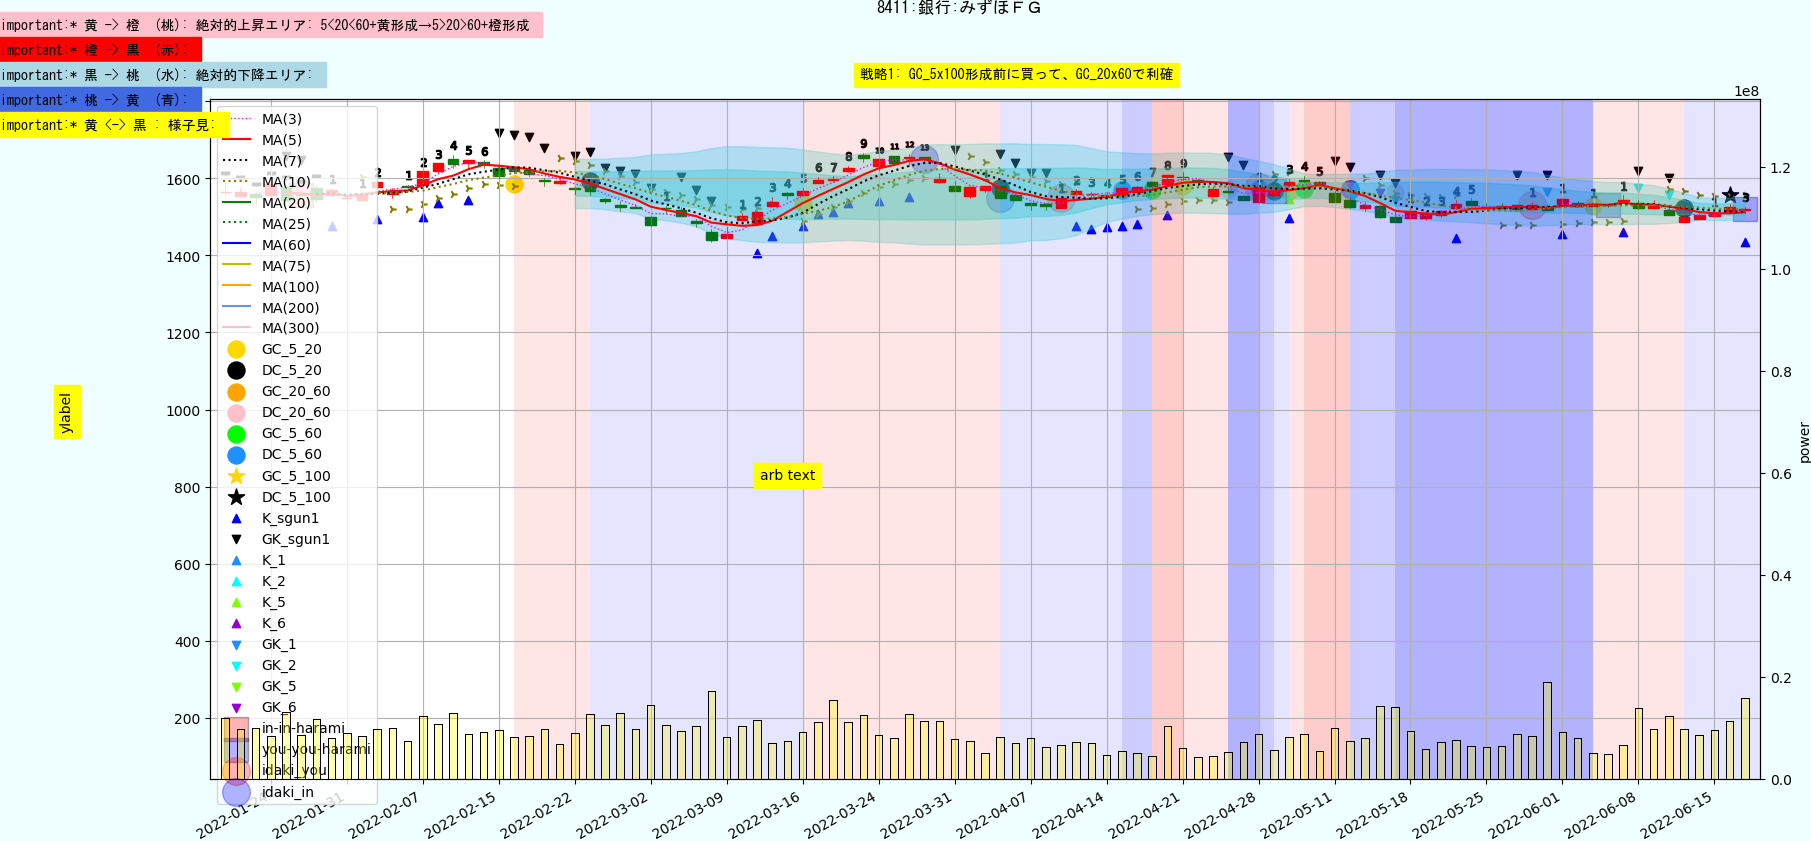 8411:銀行:みずほＦＧ
important:* 黄 -> 橙 (桃): 絶対的上昇エリア: 5<20<60+黄形成→5>20>60+橙形成
important:* 橙 -> 黒 (赤):
important:* 黒 -> 桃 (水): 絶対的下降エリア:
戦略1: GC_5x100形成前に買って、GC_20x60で利確
important:* 桃 -> 黄 (青):
important:* 黄 <-> 黒 : 様子見:
1e8
MA(3)
MA(5)
MA(7)
MA(10)
MA(20)
MA(25)
MA(60)
MA(75)
MA(100)
MA(200)
MA(300)
GC_5_20
DC_5_20
GC_20_60
DC_20_60
GC_5_60
DC_5_60
GC_5_100
DC_5_100
K_sgun1
GK_sgun1
K_1
K_2
K_5
K_6
GK_1
GK_2
GK_5
GK_6
in-in-harami
you-you-harami
idaki_you
idaki_in
1600
1400
1200
1000
800
600
400
200
ylabel
arb text
1.2
1.0
0.8
0.6
0.4
0.2
0.0
power
2022-01-24
2022-01-31
2022-02-07
2022-02-15
2022-02-22
2022-03-02
2022-03-09
2022-03-16
2022-03-24
2022-03-31
2022-04-07
2022-04-14
2022-04-21
2022-04-28
2022-05-11
2022-05-18
2022-05-25
2022-06-01
2022-06-08
2022-06-15